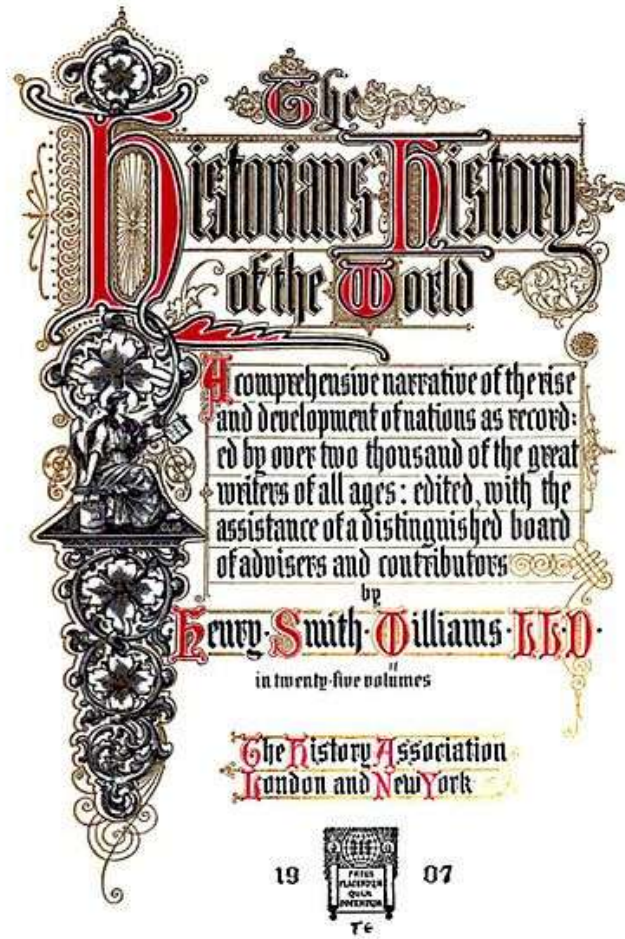 The
Historians' History
of the World
A comprehensive narrative of the rise
and development of nations as record:
ed by over two thousand of the great
writers of all ages: edited, with the
assistance of a distinguished board
of advisers and contributors
by
Henry · Smith · Williams · LL · D ·
in twenty-five volumes
The History Association
London and New York
19 07